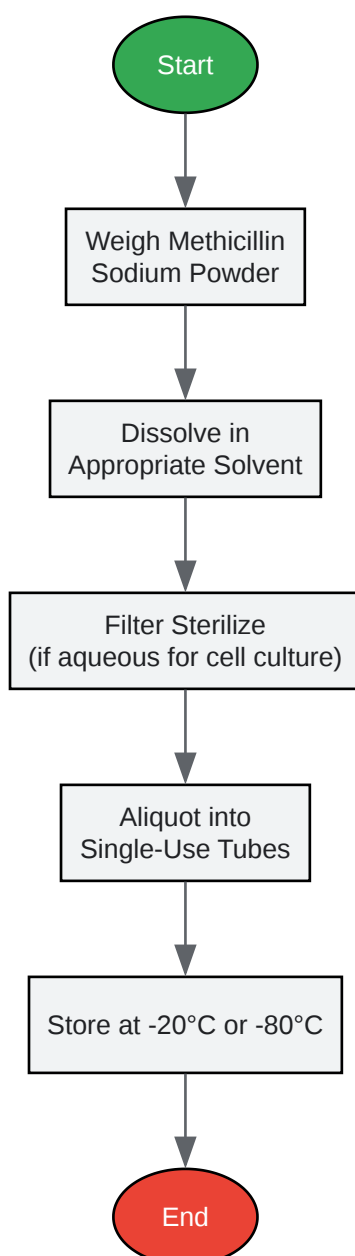 Start
Weigh Methicillin
Sodium Powder
Dissolve in
Appropriate Solvent
Filter Sterilize
(if aqueous for cell culture)
Aliquot into
Single-Use Tubes
Store at -20°C or -80°C
End